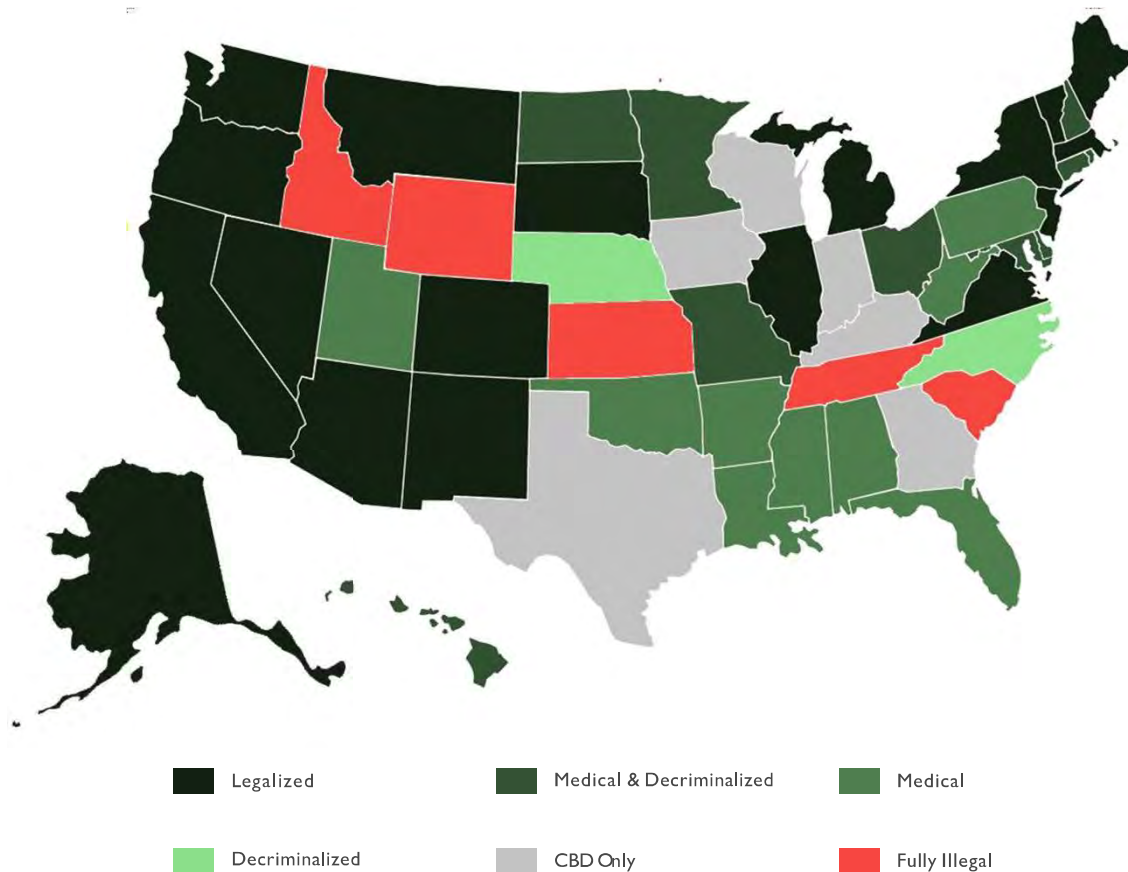 Legalized
Medical & Decriminalized
Medical
Decriminalized
CBD Only
Fully Illegal